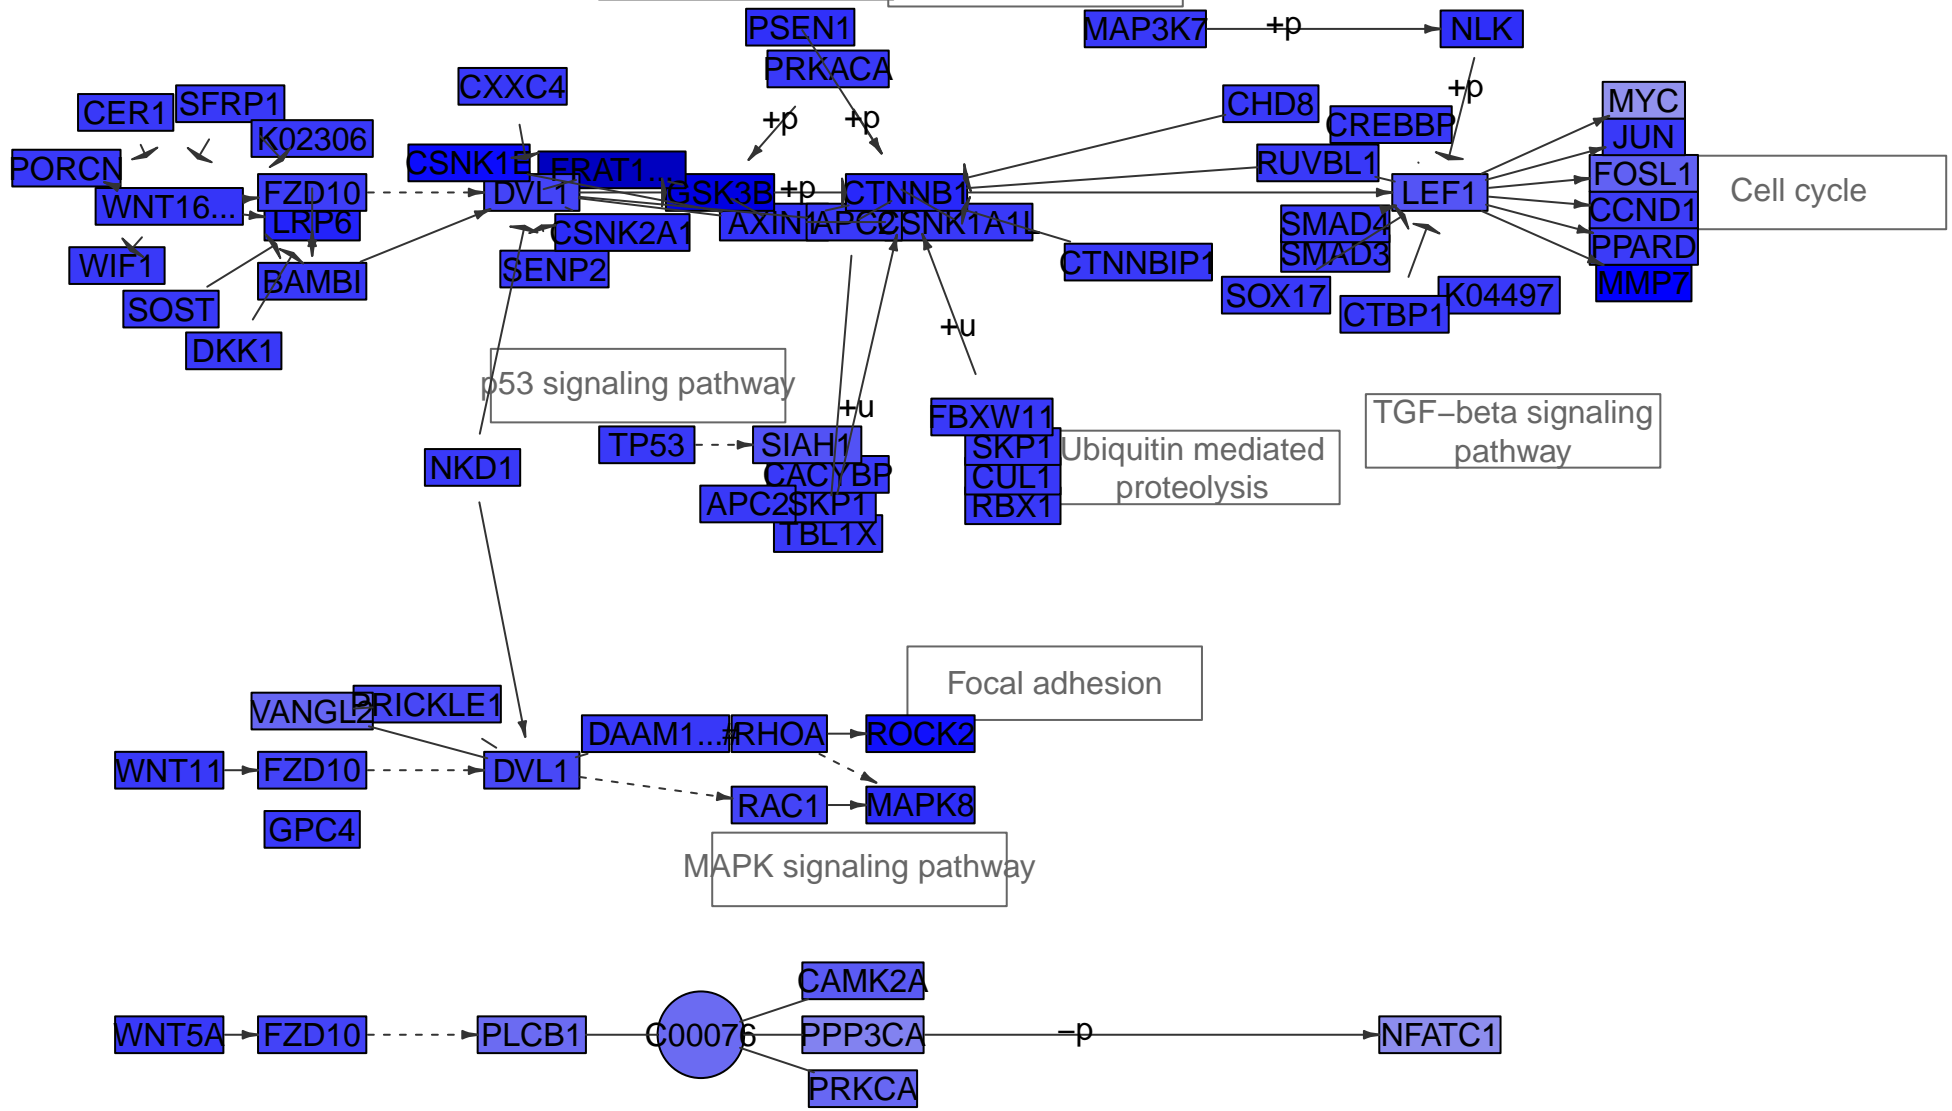 PSEN1
MAP3K7
+p
NLK
PRKACA
CXXC4
CER1
SFRP1
CHD8
+p
MYC
+p
+p
CREBBP
K02306
JUN
PORCN
CSNK1E
FRAT1...
RUVBL1
FOSL1
Cell cycle
WNT16...
FZD10
DVL1
GSK3B
+p
CTNNB1
LEF1
LRP6
AXIN1
APC2
CSNK1A1L
SMAD4
CCND1
CSNK2A1
SMAD3
PPARD
WIF1
BAMBI
SENP2
CTNNBIP1
MMP7
SOST
SOX17
K04497
CTBP1
DKK1
+u
p53 signaling pathway
+u
FBXW11
TGF−beta signaling
pathway
TP53
SIAH1
SKP1
Ubiquitin mediated
proteolysis
NKD1
CACYBP
CUL1
APC2
SKP1
RBX1
TBL1X
Focal adhesion
VANGL2
PRICKLE1
DAAM1...#
RHOA
ROCK2
WNT11
FZD10
DVL1
RAC1
MAPK8
GPC4
MAPK signaling pathway
CAMK2A
WNT5A
FZD10
PLCB1
C00076
PPP3CA
−p
NFATC1
PRKCA